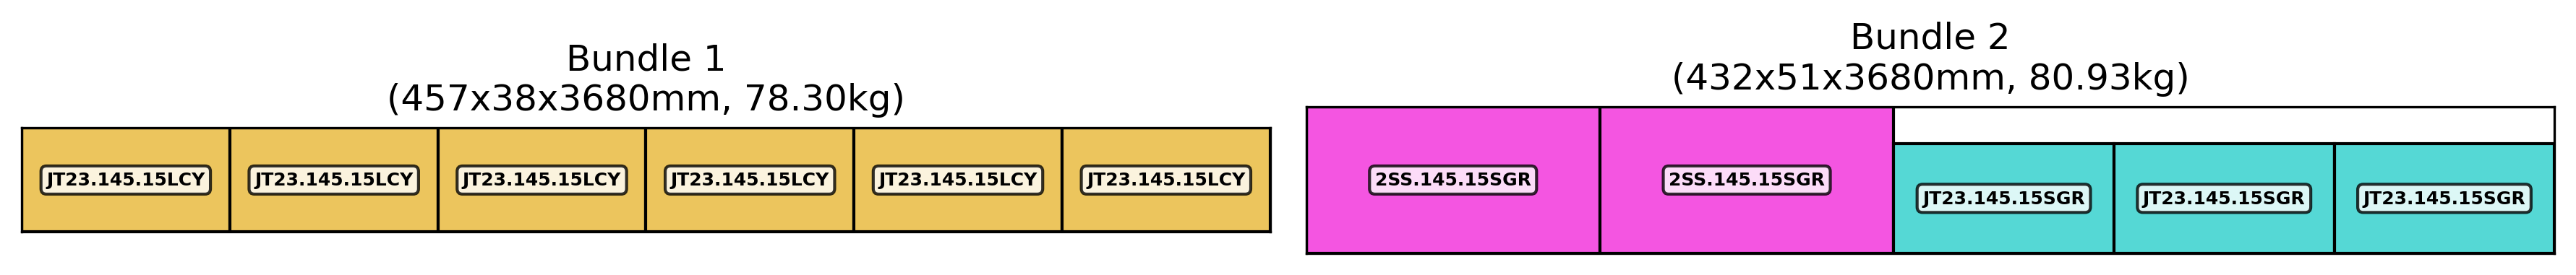 Bundle 1
(457x38x3680mm, 78.30kg)
JT23.145.15LCY
JT23.145.15LCY
JT23.145.15LCY
JT23.145.15LCY
JT23.145.15LCY
JT23.145.15LCY
Bundle 2
(432x51x3680mm, 80.93kg)
2SS.145.15SGR
2SS.145.15SGR
JT23.145.15SGR
JT23.145.15SGR
JT23.145.15SGR